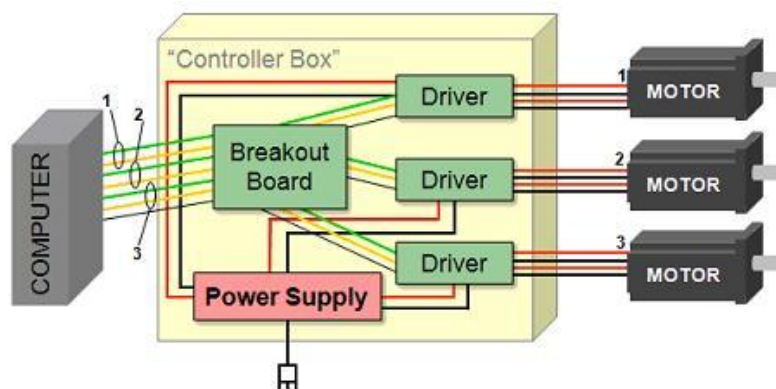 “Controller Box”
1
2
3
COMPUTER
Breakout
Board
Driver
Driver
Driver
Power Supply
1
MOTOR
2
MOTOR
3
MOTOR